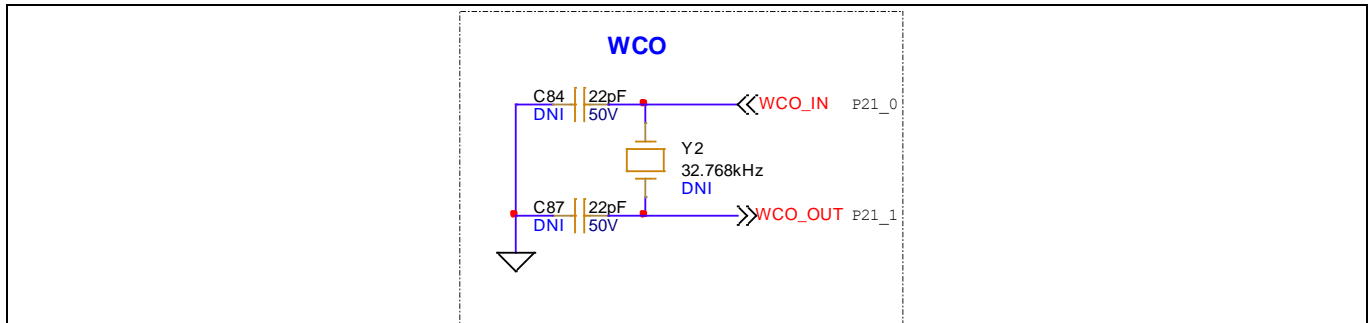 WCO
C84 22pF
DNI 50V
WCO_IN P21_0
Y2
32.768kHz
DNI
C87 22pF
DNI 50V
WCO_OUT P21_1